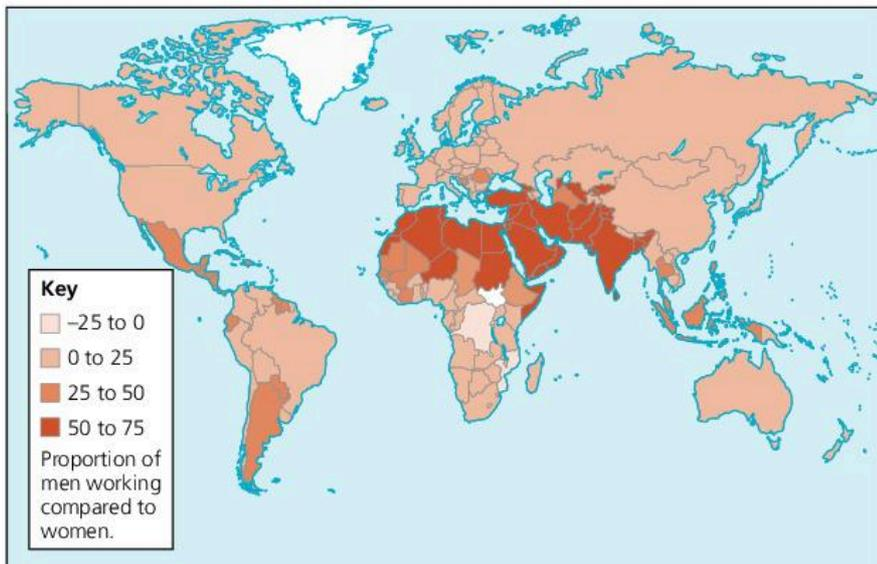 Key
–25 to 0
0 to 25
25 to 50
50 to 75
Proportion of
men working
compared to
women.